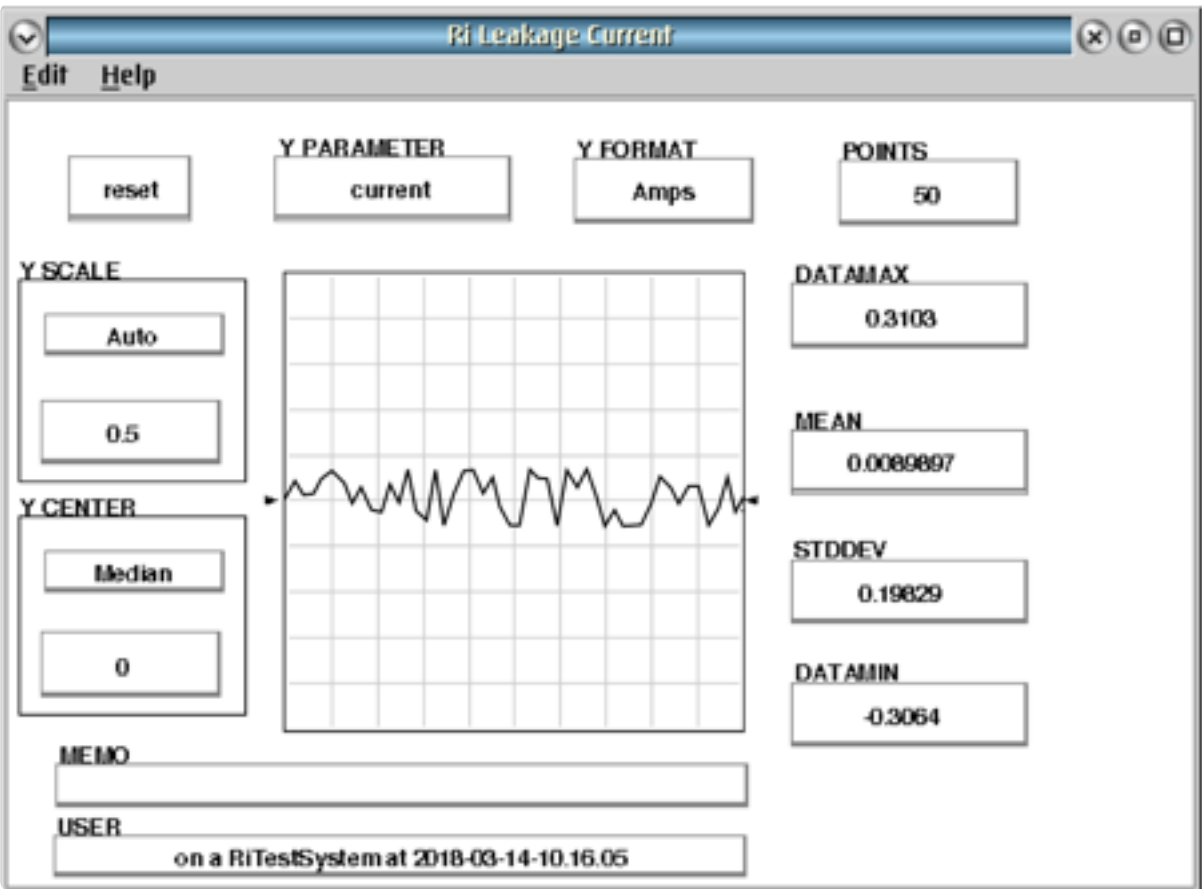 Ri Leakage Current
Edit Help
reset
Y PARAMETER
current
Y FORMAT
Amps
POINTS
50
Y SCALE
Auto
0.5
Y CENTER
Median
0
DATAMAX
0.3103
MEAN
0.0089897
STDDEV
0.19829
DATAMIN
-0.3064
MEMO
USER
on a RiTestSystem at 2018-03-14-10.16.05